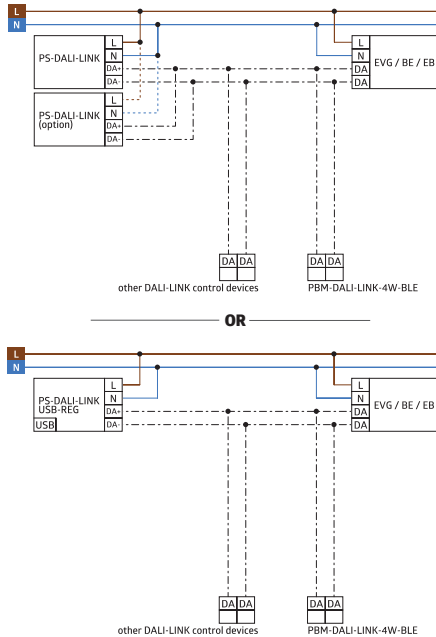 L
N
PS-DALI-LINK
L
N
DA+
DA-
L
N
DA
DA
EVG / BE / EB
PS-DALI-LINK
(option)
L
N
DA+
DA-
DA DA
DA DA
other DALI-LINK control devices
PBM-DALI-LINK-4W-BLE
OR
L
N
PS-DALI-LINK
USB-REG
USB
L
N
DA+
DA-
L
N
DA
DA
EVG / BE / EB
DA DA
DA DA
other DALI-LINK control devices
PBM-DALI-LINK-4W-BLE